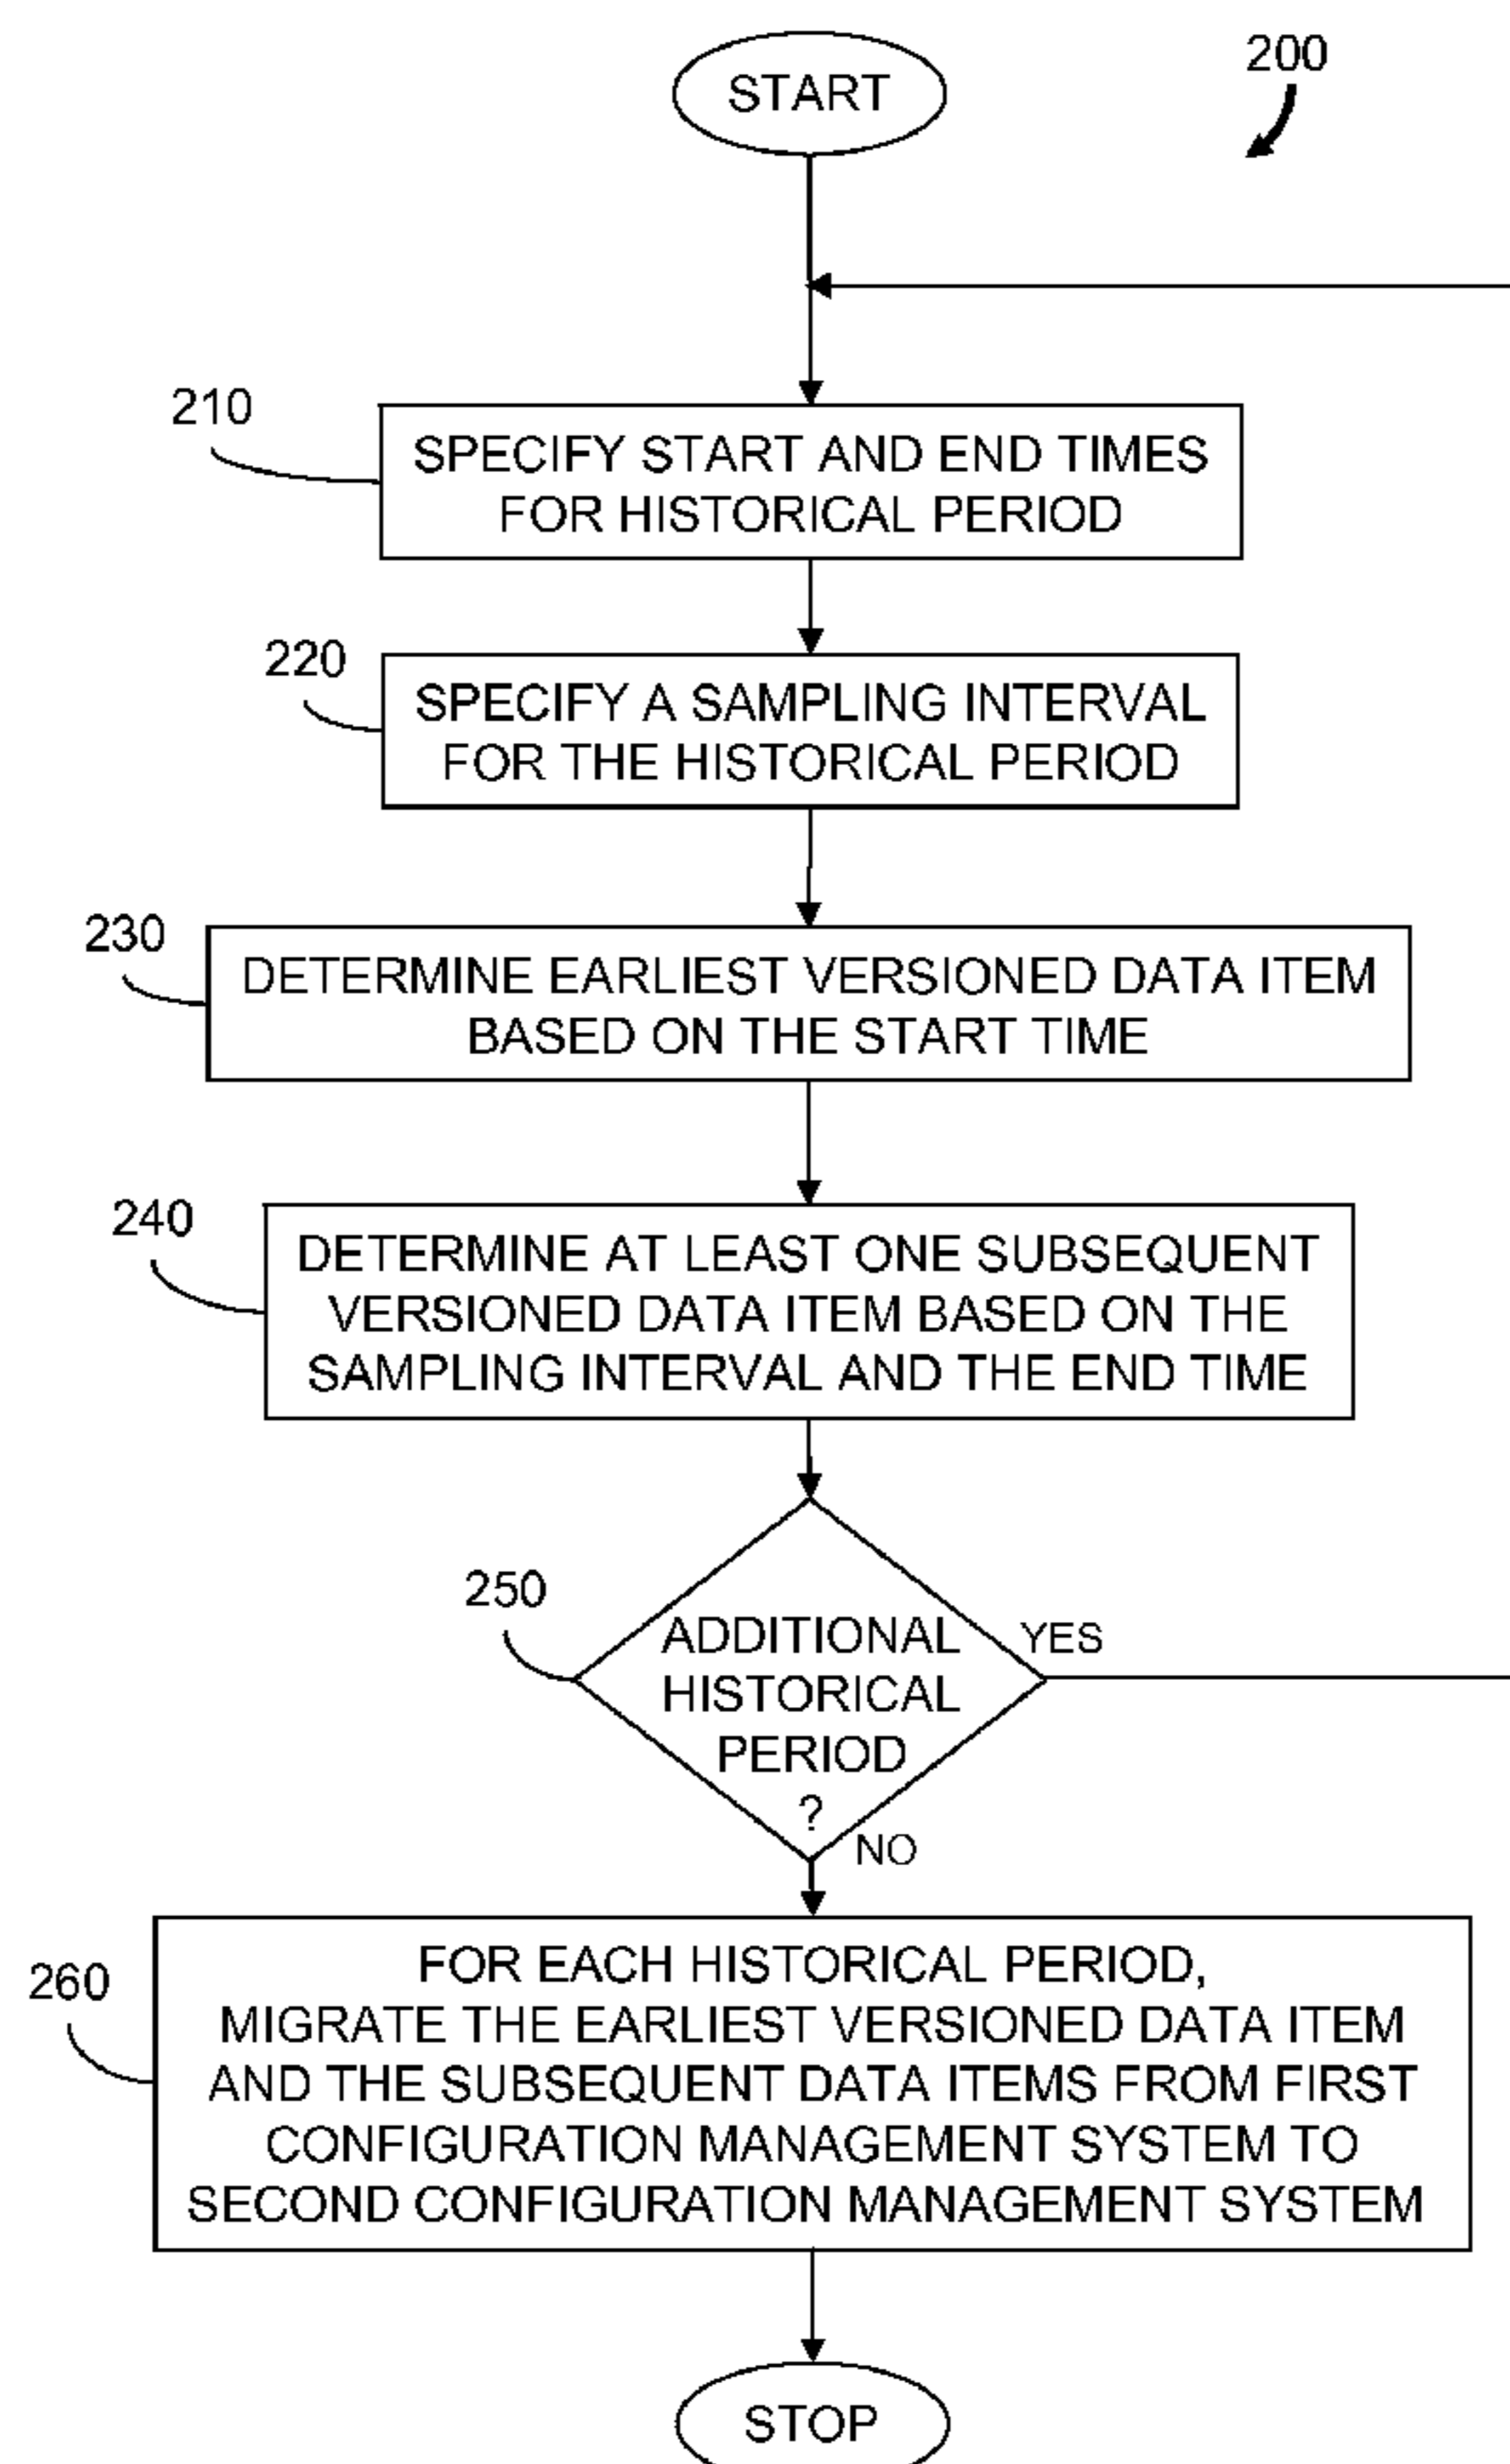 START
200
210
SPECIFY START AND END TIMES
FOR HISTORICAL PERIOD
220
SPECIFY A SAMPLING INTERVAL
FOR THE HISTORICAL PERIOD
230
DETERMINE EARLIEST VERSIONED DATA ITEM
BASED ON THE START TIME
240
DETERMINE AT LEAST ONE SUBSEQUENT
VERSIONED DATA ITEM BASED ON THE
SAMPLING INTERVAL AND THE END TIME
250
ADDITIONAL
HISTORICAL
PERIOD
?
YES
NO
260
FOR EACH HISTORICAL PERIOD,
MIGRATE THE EARLIEST VERSIONED DATA ITEM
AND THE SUBSEQUENT DATA ITEMS FROM FIRST
CONFIGURATION MANAGEMENT SYSTEM TO
SECOND CONFIGURATION MANAGEMENT SYSTEM
STOP